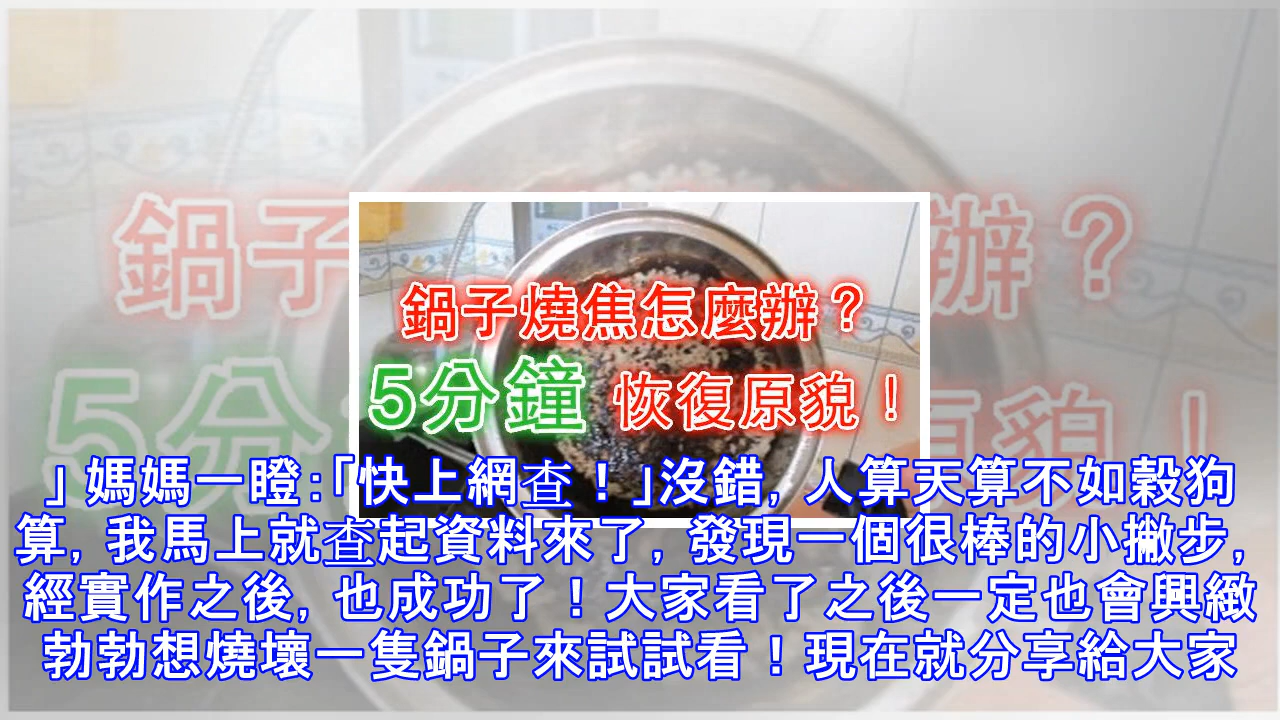 鍋子燒焦怎麼辦？
5分鐘 恢復原貌！
」媽媽一瞪：「快上網查！」沒錯，人算天算不如穀狗
算，我馬上就查起資料來了，發現一個很棒的小撇步，
經實作之後，也成功了！大家看了之後一定也會興緻
勃勃想燒壞一隻鍋子來試試看！現在就分享給大家